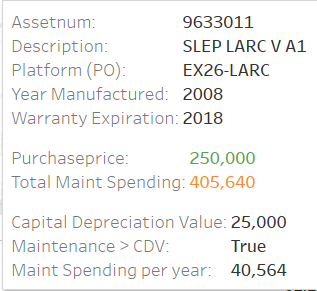 Assetnum: 9633011
Description: SLEP LARC V A1
Platform (PO): EX26-LARC
Year Manufactured: 2008
Warranty Expiration: 2018
Purchaseprice: 250,000
Total Maint Spending: 405,640
Capital Depreciation Value: 25,000
Maintenance > CDV: True
Maint Spending per year: 40,564